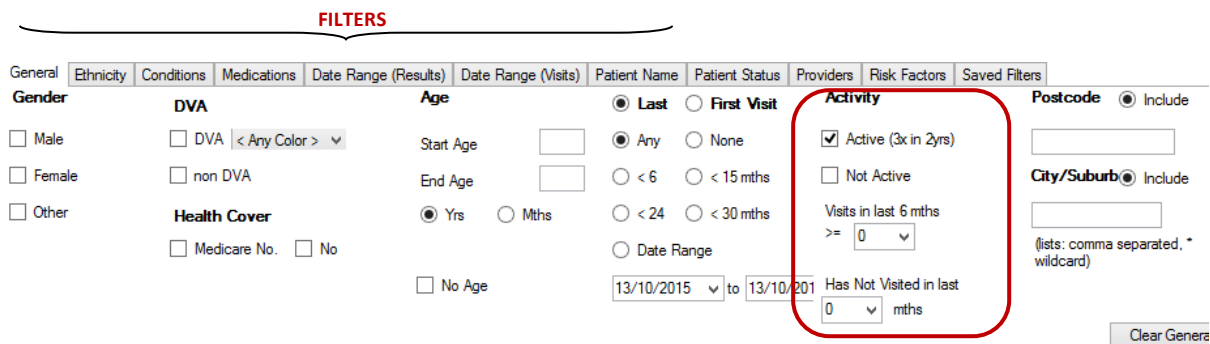 FILTERS
General Ethnicity Conditions Medications Date Range (Results) Date Range (Visits) Patient Name Patient Status Providers Risk Factors Saved Filters
Gender DVA Age Last First Visit Activity Postcode Include
Male DVA < Any Color > Start Age Any None Active (3x in 2yrs)
Female non DVA End Age < 6 < 15 mths Not Active City/Suburb Include
Other Health Cover Yrs Mths < 24 < 30 mths Visits in last 6 mths
>= 0
Medicare No. No Date Range (lists: comma separated, *
wildcard)
No Age 13/10/2015 to 13/10/201 Has Not Visited in last
0 mths
Clear Genera